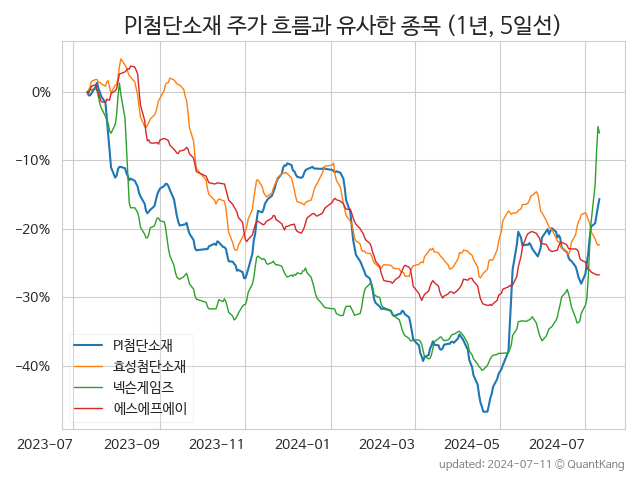 PI첨단소재 주가 흐름과 유사한 종목 (1년, 5일선)
0%
−10%
−20%
−30%
−40%
PI첨단소재
효성첨단소재
넥슨게임즈
에스에프에이
2023-07 2023-09 2023-11 2024-01 2024-03 2024-05 2024-07
updated: 2024-07-11 © QuantKang